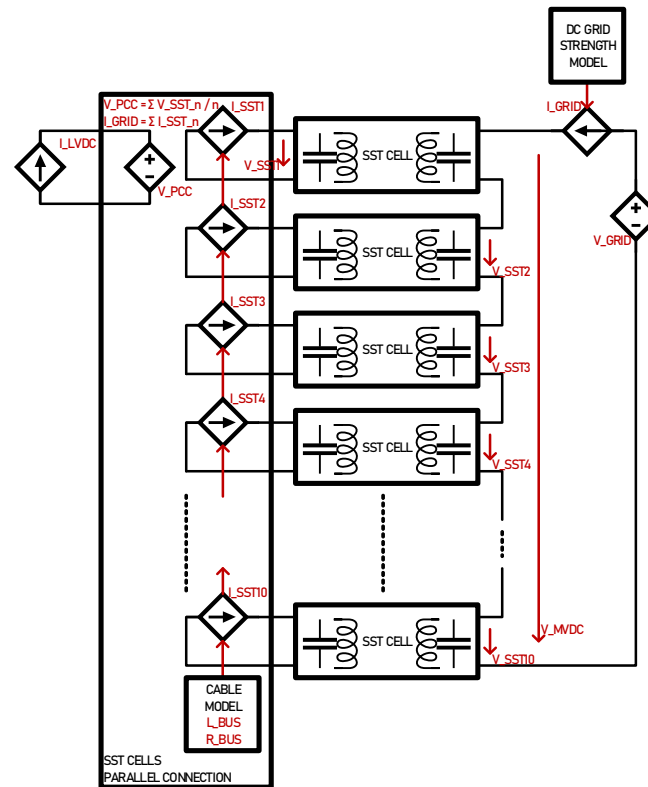 DC GRID
STRENGTH
MODEL
V_PCC = Σ V_SST_n / n
I_SST1
I_GRID = Σ I_SST_n
I_GRID
I_LVDC
V_SST1
SST CELL
V_PCC
I_SST2
V_GRID
SST CELL
V_SST2
I_SST3
SST CELL
V_SST3
I_SST4
SST CELL
V_SST4
I_SST10
V_MVDC
SST CELL
V_SST10
CABLE
MODEL
L_BUS
R_BUS
SST CELLS
PARALLEL CONNECTION